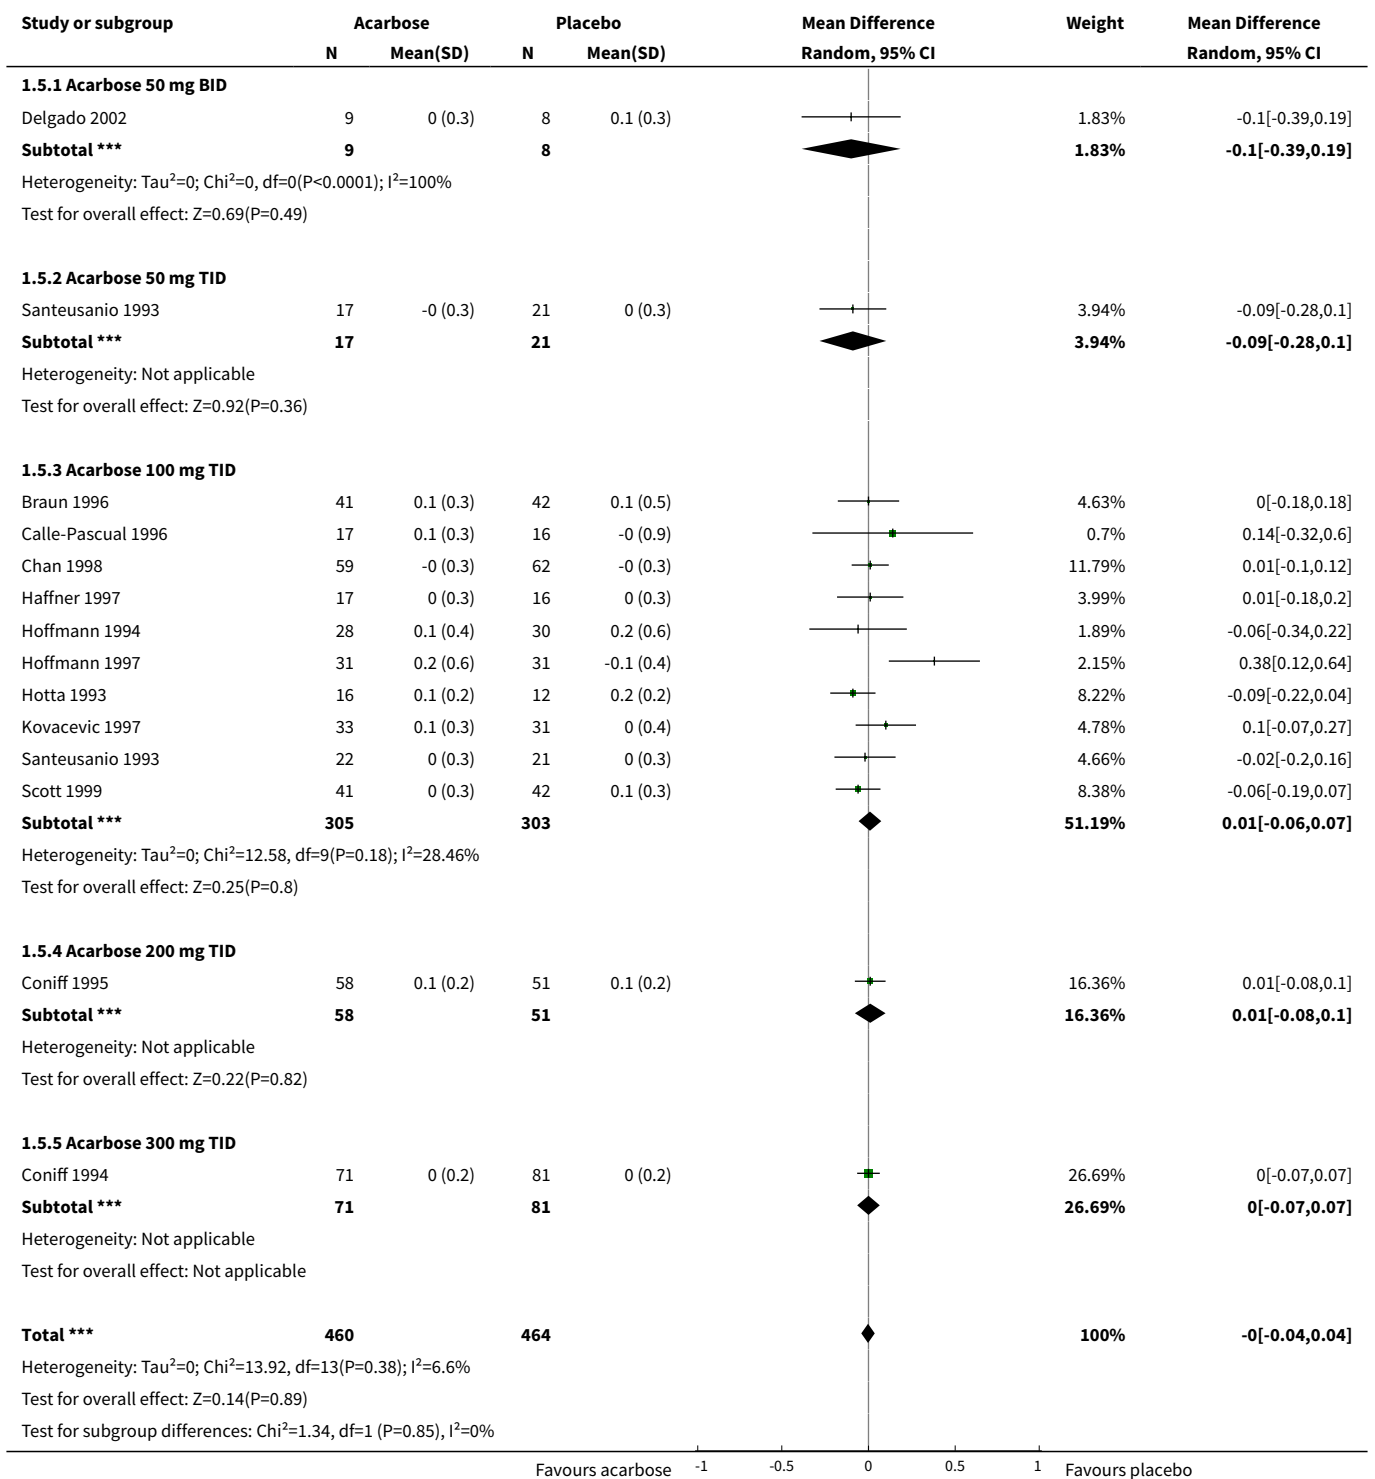 Study or subgroup Acarbose Placebo Mean Difference Weight Mean Difference
N Mean(SD) N Mean(SD) Random, 95% CI Random, 95% CI
1.5.1 Acarbose 50 mg BID
Delgado 2002 9 0 (0.3) 8 0.1 (0.3) 1.83% -0.1[-0.39,0.19]
Subtotal *** 9 8 1.83% -0.1[-0.39,0.19]
Heterogeneity: Tau²=0; Chi²=0, df=0(P<0.0001); I²=100%
Test for overall effect: Z=0.69(P=0.49)
1.5.2 Acarbose 50 mg TID
Santeusanio 1993 17 -0 (0.3) 21 0 (0.3) 3.94% -0.09[-0.28,0.1]
Subtotal *** 17 21 3.94% -0.09[-0.28,0.1]
Heterogeneity: Not applicable
Test for overall effect: Z=0.92(P=0.36)
1.5.3 Acarbose 100 mg TID
Braun 1996 41 0.1 (0.3) 42 0.1 (0.5) 4.63% 0[-0.18,0.18]
Calle-Pascual 1996 17 0.1 (0.3) 16 -0 (0.9) 0.7% 0.14[-0.32,0.6]
Chan 1998 59 -0 (0.3) 62 -0 (0.3) 11.79% 0.01[-0.1,0.12]
Haffner 1997 17 0 (0.3) 16 0 (0.3) 3.99% 0.01[-0.18,0.2]
Hoffmann 1994 28 0.1 (0.4) 30 0.2 (0.6) 1.89% -0.06[-0.34,0.22]
Hoffmann 1997 31 0.2 (0.6) 31 -0.1 (0.4) 2.15% 0.38[0.12,0.64]
Hotta 1993 16 0.1 (0.2) 12 0.2 (0.2) 8.22% -0.09[-0.22,0.04]
Kovacevic 1997 33 0.1 (0.3) 31 0 (0.4) 4.78% 0.1[-0.07,0.27]
Santeusanio 1993 22 0 (0.3) 21 0 (0.3) 4.66% -0.02[-0.2,0.16]
Scott 1999 41 0 (0.3) 42 0.1 (0.3) 8.38% -0.06[-0.19,0.07]
Subtotal *** 305 303 51.19% 0.01[-0.06,0.07]
Heterogeneity: Tau²=0; Chi²=12.58, df=9(P=0.18); I²=28.46%
Test for overall effect: Z=0.25(P=0.8)
1.5.4 Acarbose 200 mg TID
Coniff 1995 58 0.1 (0.2) 51 0.1 (0.2) 16.36% 0.01[-0.08,0.1]
Subtotal *** 58 51 16.36% 0.01[-0.08,0.1]
Heterogeneity: Not applicable
Test for overall effect: Z=0.22(P=0.82)
1.5.5 Acarbose 300 mg TID
Coniff 1994 71 0 (0.2) 81 0 (0.2) 26.69% 0[-0.07,0.07]
Subtotal *** 71 81 26.69% 0[-0.07,0.07]
Heterogeneity: Not applicable
Test for overall effect: Not applicable
Total *** 460 464 100% -0[-0.04,0.04]
Heterogeneity: Tau²=0; Chi²=13.92, df=13(P=0.38); I²=6.6%
Test for overall effect: Z=0.14(P=0.89)
Test for subgroup differences: Chi²=1.34, df=1 (P=0.85), I²=0%
Favours acarbose -1 -0.5 0 0.5 1 Favours placebo